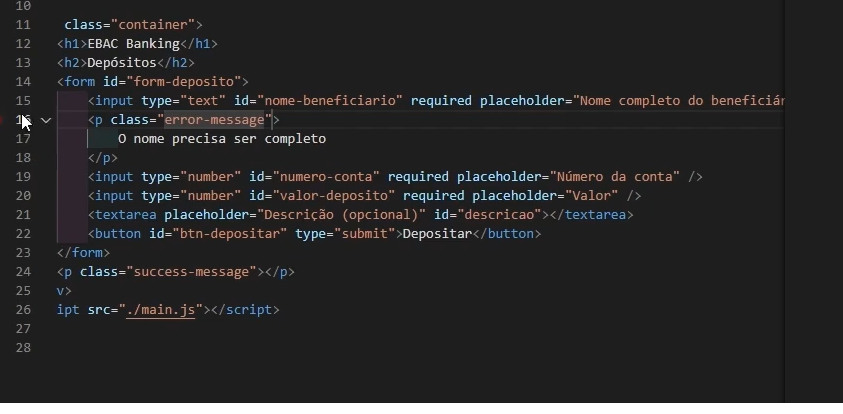 10
11 class="container">
12 <h1>EBAC Banking</h1>
13 <h2>Depósitos</h2>
14 <form id="form-deposito">
15 <input type="text" id="nome-beneficiario" required placeholder="Nome completo do
16 <p class="error-message">
17 O nome precisa ser completo
18 </p>
19 <input type="number" id="numero-conta" required placeholder="Número da conta" />
20 <input type="number" id="valor-deposito" required placeholder="Valor" />
21 <textarea placeholder="Descrição (opcional)" id="descricao"></textarea>
22 <button id="btn-depositar" type="submit">Depositar</button>
23 </form>
24 <p class="success-message"></p>
25 v>
26 ipt src="./main.js"></script>
27
28